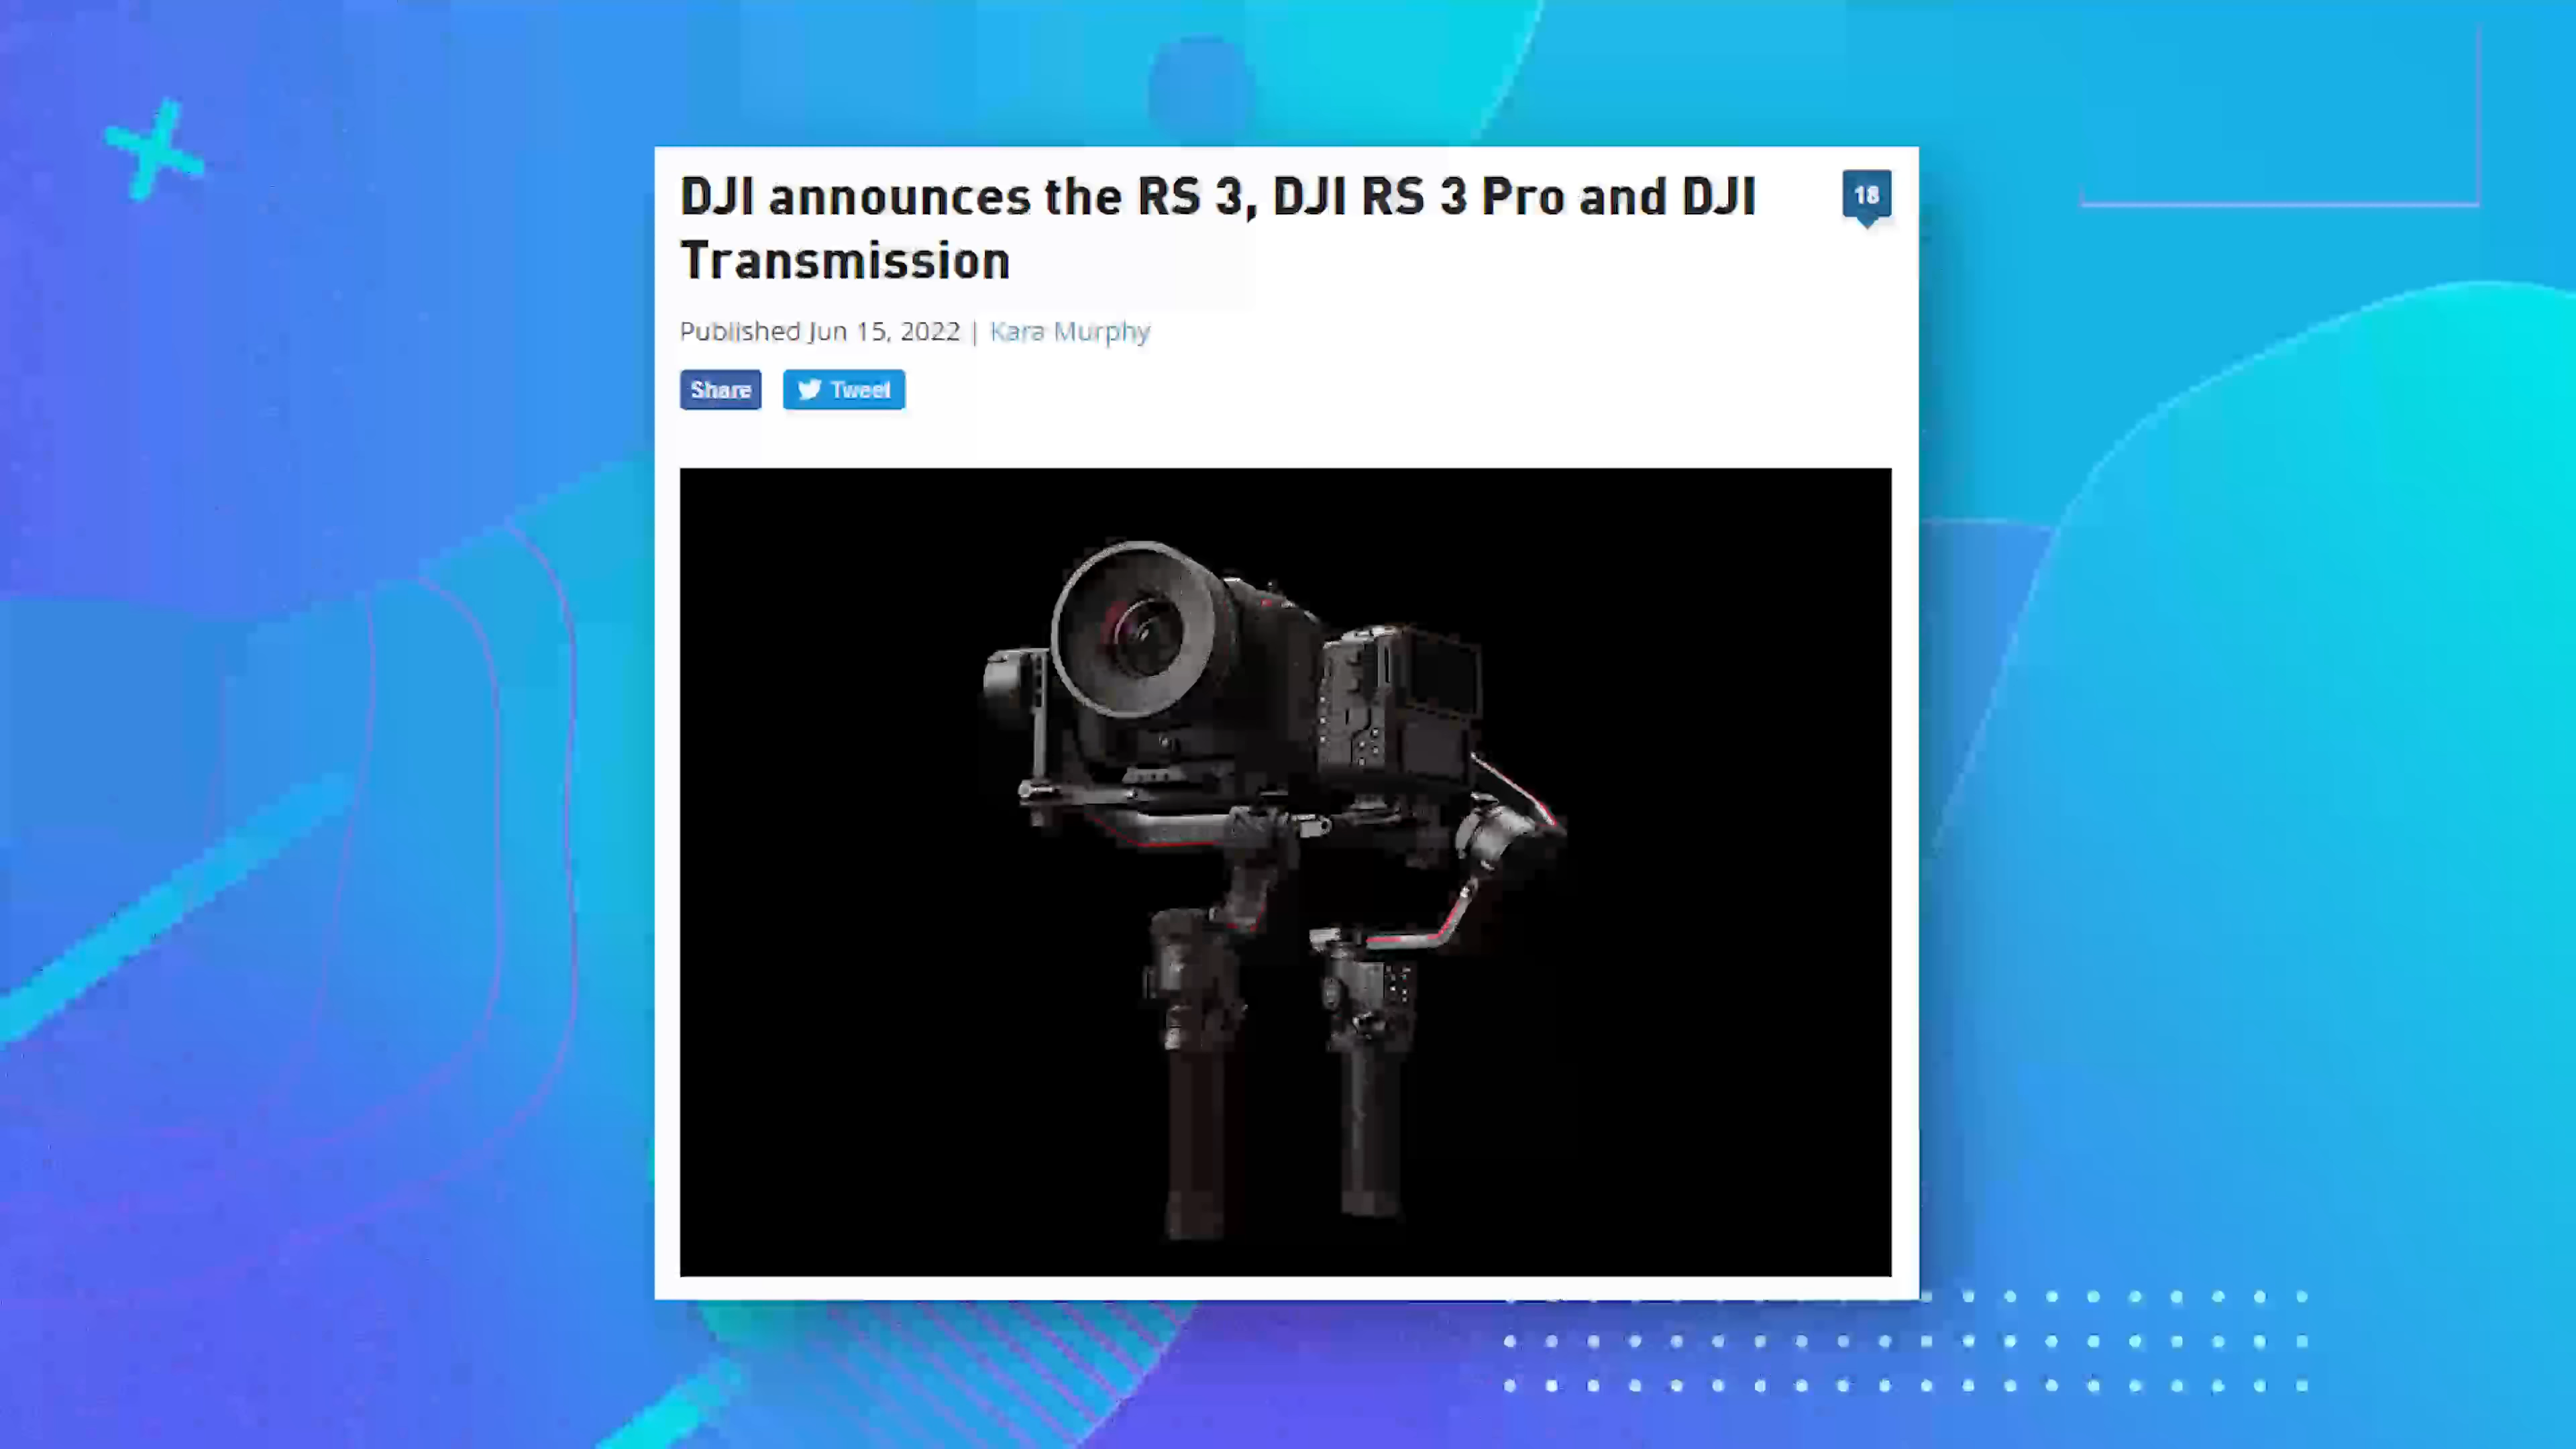 DJI announces the RS 3, DJI RS 3 Pro and DJI
Transmission
18
Published Jun 15, 2022 | Kara Murphy
Share
Tweet